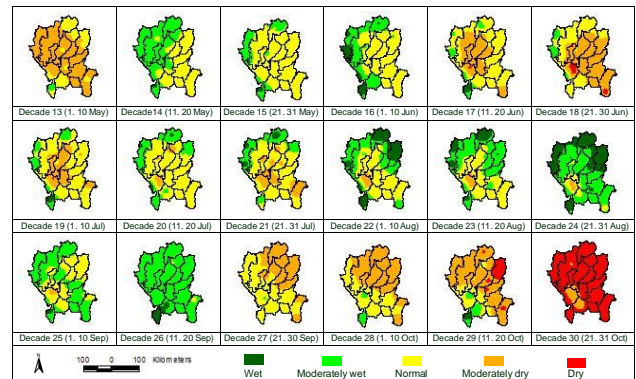 Decade 13 (1. 10 May) Decade14 (11. 20 May) Decade 15 (21. 31 May) Decade 16 (1. 10 Jun) Decade 17 (11. 20 Jun) Decade 18 (21. 30 Jun)
Decade 19 (1. 10 Jul) Decade 20 (11. 20 Jul) Decade 21 (21. 31 Jul) Decade 22 (1. 10 Aug) Decade 23 (11. 20 Aug) Decade 24 (21. 31 Aug)
Decade 25 (1. 10 Sep) Decade 26 (11. 20 Sep) Decade 27 (21. 30 Sep) Decade 28 (1. 10 Oct) Decade 29 (11. 20 Oct) Decade 30 (21. 31 Oct)
N 100 0 100 Kilometers
Wet Moderately wet Normal Moderately dry Dry